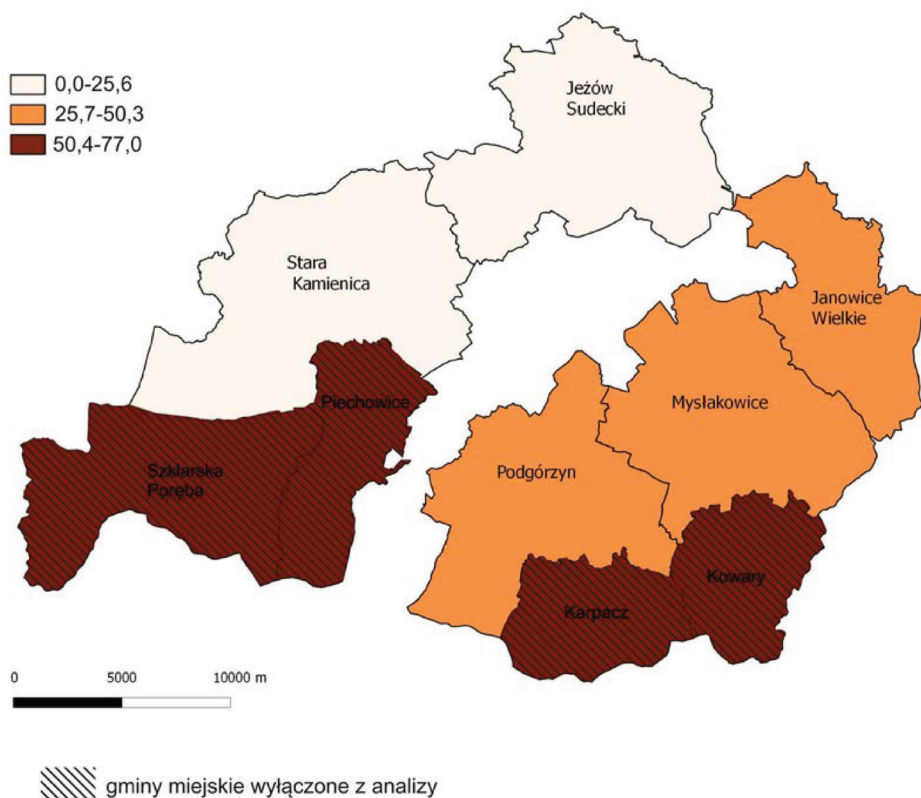 0,0-25,6
25,7-50,3
50,4-77,0
Jeżów
Sudecki
Stara
Kamienica
Janowice
Wielkie
Piechowice
Mysłakowice
Szklarska
Poręba
Podgórzyn
Kowary
Karpacz
0 5000 10000 m
gminy miejskie wyłączone z analizy